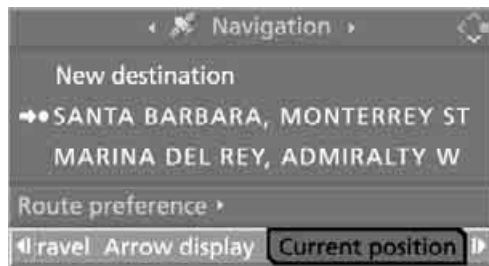 Navigation
New destination
SANTA BARBARA, MONTERREY ST
MARINA DEL REY, ADMIRALTY W
Route preference
ravel Arrow display Current position